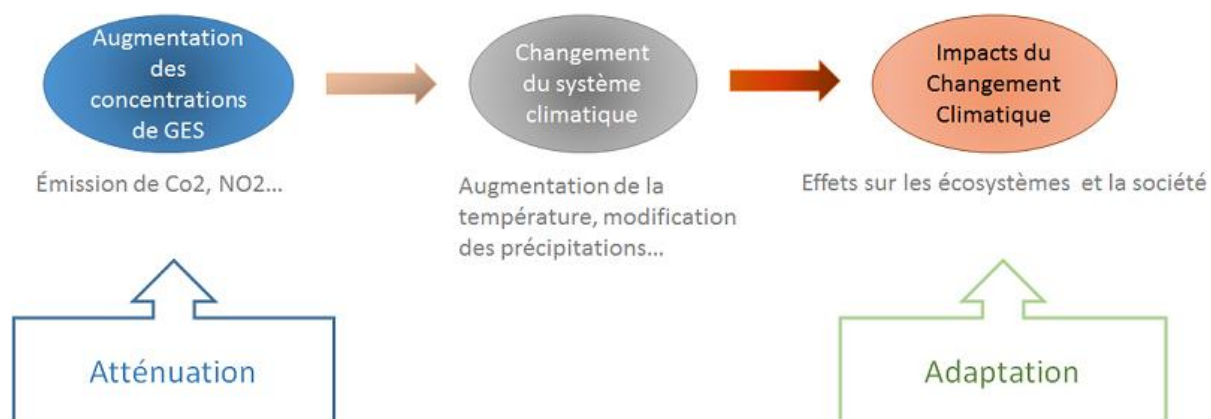 Augmentation
des
concentrations
de GES
Changement
du système
climatique
Impacts du
Changement
Climatique
Émission de Co2, NO2...
Augmentation de la
température, modification
des précipitations...
Effets sur les écosystèmes et la société
Atténuation
Adaptation